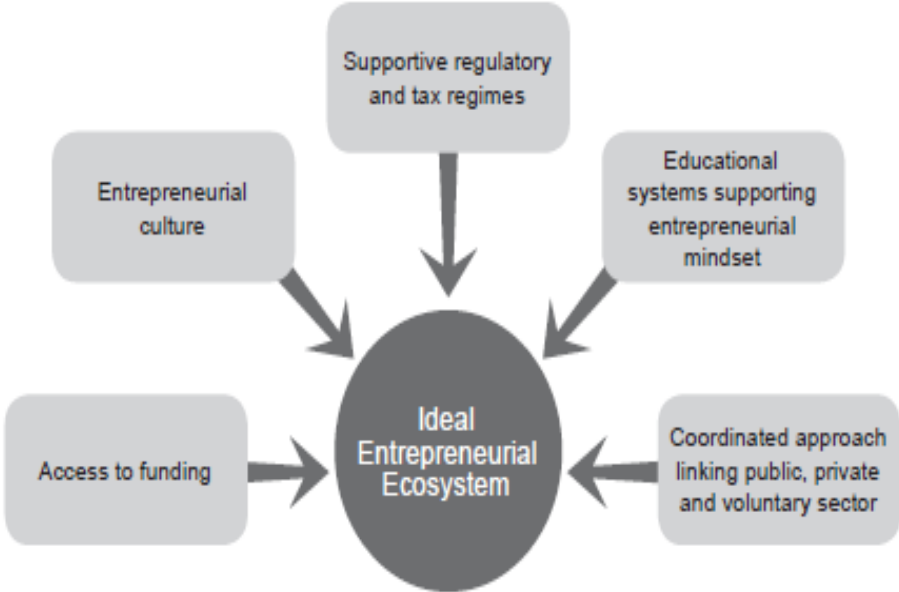 Supportive regulatory
and tax regimes
Entrepreneurial
culture
Educational
systems supporting
entrepreneurial
mindset
Access to funding
Ideal
Entrepreneurial
Ecosystem
Coordinated approach
linking public, private
and voluntary sector